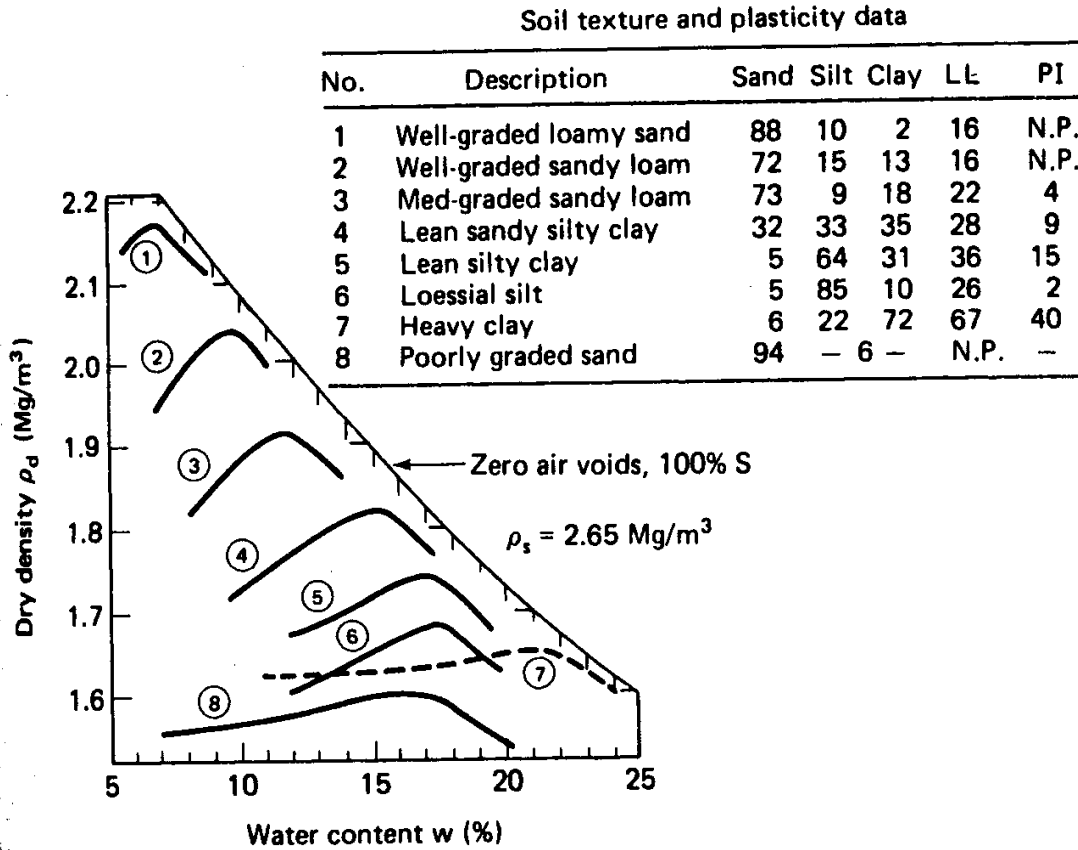 Soil texture and plasticity data
No. Description Sand Silt Clay LL PI
1 Well-graded loamy sand 88 10 2 16 N.P.
2 Well-graded sandy loam 72 15 13 16 N.P.
3 Med-graded sandy loam 73 9 18 22 4
4 Lean sandy silty clay 32 33 35 28 9
5 Lean silty clay 5 64 31 36 15
6 Loessial silt 5 85 10 26 2
7 Heavy clay 6 22 72 67 40
8 Poorly graded sand 94 – 6 – N.P. –
Dry density ρd (Mg/m³)
2.2
2.1
2.0
1.9
1.8
1.7
1.6
1
2
3
4
5
6
7
8
Zero air voids, 100% S
ρs = 2.65 Mg/m³
5 10 15 20 25
Water content w (%)